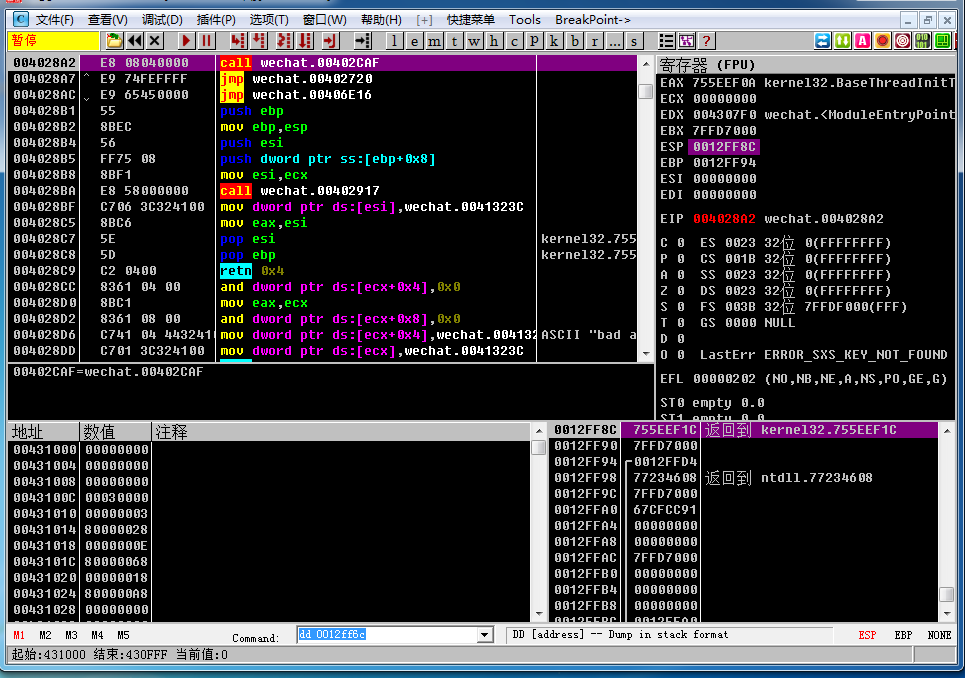 文件(F) 查看(V) 调试(D) 插件(P) 选项(T) 窗口(W) 帮助(H) [+] 快捷菜单 Tools BreakPoint->
暂停 l e m t w h c P k b r ... s ?
004028A2 E8 08040000 call wechat.00402CAF
004028A7 ^ E9 74FEFFFF jmp wechat.00402720
004028AC E9 65450000 jmp wechat.00406E16
004028B1 55 push ebp
004028B2 8BEC mov ebp,esp
004028B4 56 push esi
004028B5 FF75 08 push dword ptr ss:[ebp+0x8]
004028B8 8BF1 mov esi,ecx
004028BA E8 58000000 call wechat.00402917
004028BF C706 3C324100 mov dword ptr ds:[esi],wechat.0041323C
004028C5 8BC6 mov eax,esi
004028C7 5E pop esi kernel32.755
004028C8 5D pop ebp kernel32.755
004028C9 C2 0400 retn 0x4
004028CC 8361 04 00 and dword ptr ds:[ecx+0x4],0x0
004028D0 8BC1 mov eax,ecx
004028D2 8361 08 00 and dword ptr ds:[ecx+0x8],0x0
004028D6 C741 04 443241 mov dword ptr ds:[ecx+0x4],wechat.004132 ASCII "bad a
004028DD C701 3C324100 mov dword ptr ds:[ecx],wechat.0041323C
00402CAF=wechat.00402CAF
寄存器 (FPU)
EAX 755EEF0A kernel32.BaseThreadInitT
ECX 00000000
EDX 004307F0 wechat.<ModuleEntryPoint
EBX 7FFD7000
ESP 0012FF8C
EBP 0012FF94
ESI 00000000
EDI 00000000
EIP 004028A2 wechat.004028A2
C 0 ES 0023 32位 0(FFFFFFFF)
P 0 CS 001B 32位 0(FFFFFFFF)
A 0 SS 0023 32位 0(FFFFFFFF)
Z 0 DS 0023 32位 0(FFFFFFFF)
S 0 FS 003B 32位 7FFDF000(FFF)
T 0 GS 0000 NULL
D 0
O 0 LastErr ERROR_SXS_KEY_NOT_FOUND
EFL 00000202 (NO,NB,NE,A,NS,PO,GE,G)
ST0 empty 0.0
ST1 empty 0.0
地址 数值 注释
00431000 00000000
00431004 00000000
00431008 00000000
0043100C 00030000
00431010 00000003
00431014 80000028
00431018 0000000E
0043101C 80000068
00431020 00000018
00431024 800000A8
00431028 00000000
0012FF8C 755EEF1C 返回到 kernel32.755EEF1C
0012FF90 7FFD7000
0012FF94 0012FFD4
0012FF98 77234608 返回到 ntdll.77234608
0012FF9C 7FFD7000
0012FFA0 67CFCC91
0012FFA4 00000000
0012FFA8 00000000
0012FFAC 7FFD7000
0012FFB0 00000000
0012FFB4 00000000
0012FFB8 00000000
0012FFBC 0012FFA0
M1 M2 M3 M4 M5 Command: dd 0012ff6c DD [address] -- Dump in stack format ESP EBP NONE
起始:431000 结束:430FFF 当前值:0